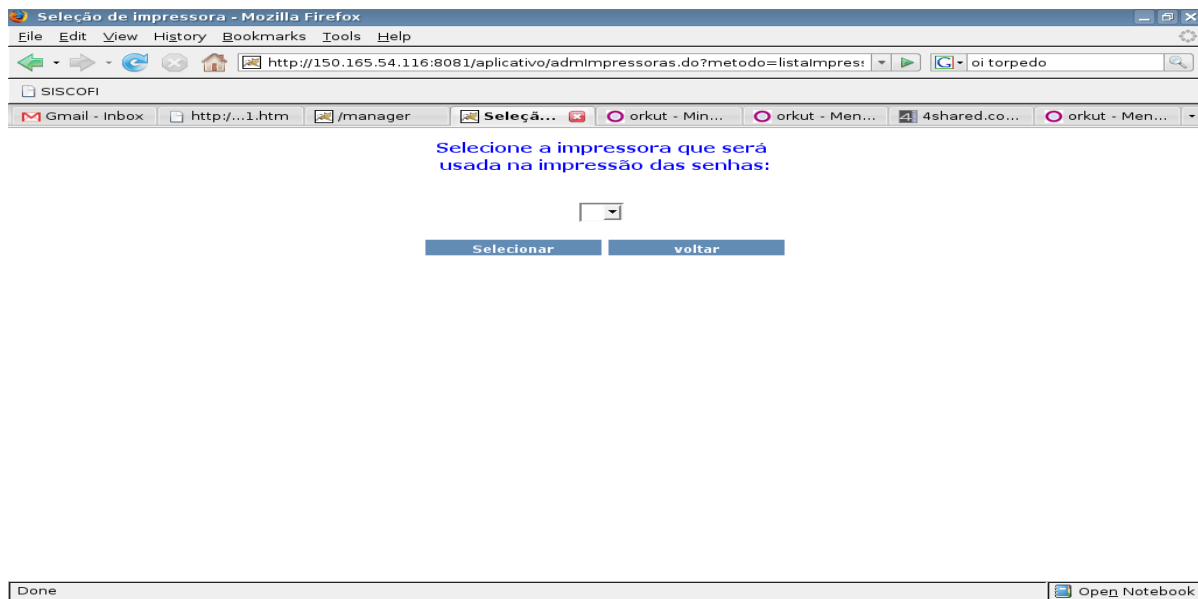 Seleção de impressora - Mozilla Firefox
File Edit View History Bookmarks Tools Help
http://150.165.54.116:8081/aplicativo/admImpressoras.do?metodo=listaImpres: G oi torpedo
SISCOFI
Gmail - Inbox http:/...1.htm /manager Seleçã... orkut - Min... orkut - Men... 4shared.co... orkut - Men...
Selecione a impressora que será
usada na impressão das senhas:
Selecionar voltar
Done Open Notebook